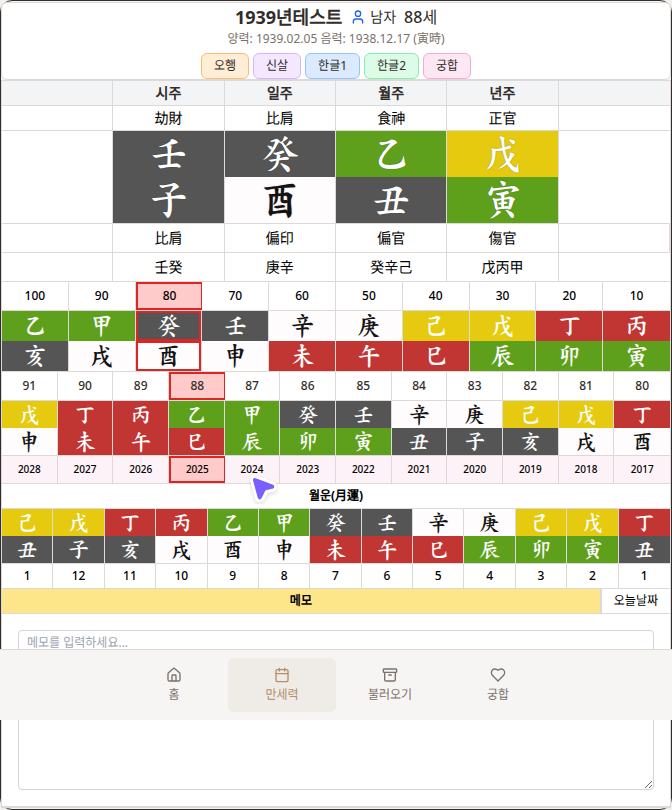 1939년테스트 남자 88세
양력: 1939.02.05 음력: 1938.12.17 (寅時)
오행 신살 한글1 한글2 궁합
시주 일주 월주 년주
劫財 比肩 食神 正官
壬 癸 乙 戊
子 酉 丑 寅
比肩 偏印 偏官 傷官
壬癸 庚辛 癸辛己 戊丙甲
100 90 80 70 60 50 40 30 20 10
乙 甲 癸 壬 辛 庚 己 戊 丁 丙
亥 戌 酉 申 未 午 巳 辰 卯 寅
91 90 89 88 87 86 85 84 83 82 81 80
戊 丁 丙 乙 甲 癸 壬 辛 庚 己 戊 丁
申 未 午 巳 辰 卯 寅 丑 子 亥 戌 酉
2028 2027 2026 2025 2024 2023 2022 2021 2020 2019 2018 2017
월운(月運)
己 戊 丁 丙 乙 甲 癸 壬 辛 庚 己 戊 丁
丑 子 亥 戌 酉 申 未 午 巳 辰 卯 寅 丑
1 12 11 10 9 8 7 6 5 4 3 2 1
메모 오늘날짜
메모를 입력하세요...
홈 만세력 불러오기 궁합